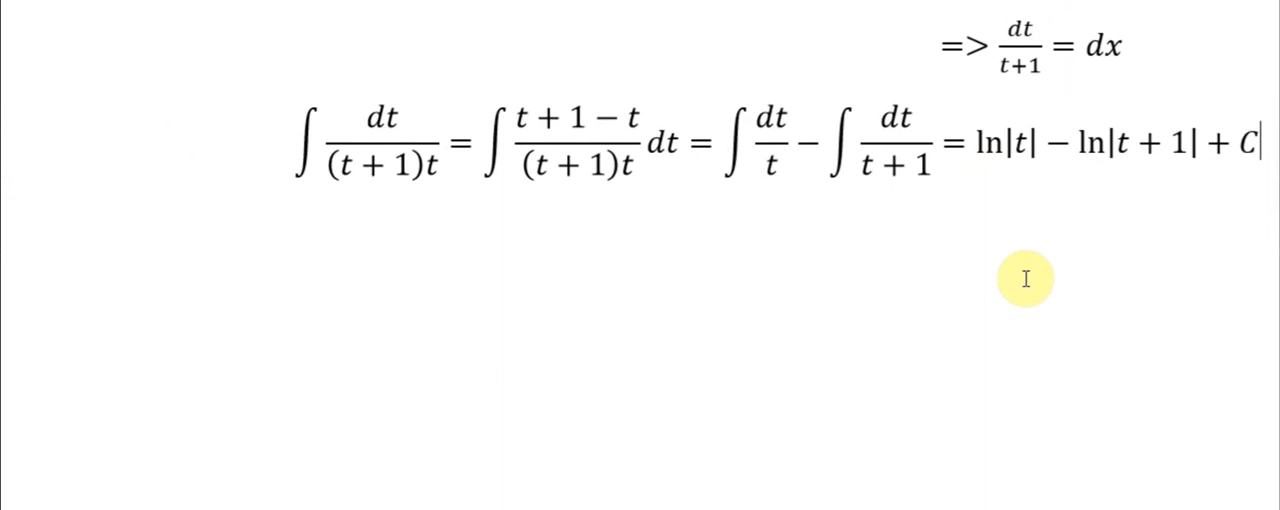 => dt/(t+1) = dx
∫ dt/((t + 1)t) = ∫ (t + 1 − t)/((t + 1)t) dt = ∫ dt/t − ∫ dt/(t + 1) = ln|t| − ln|t + 1| + C